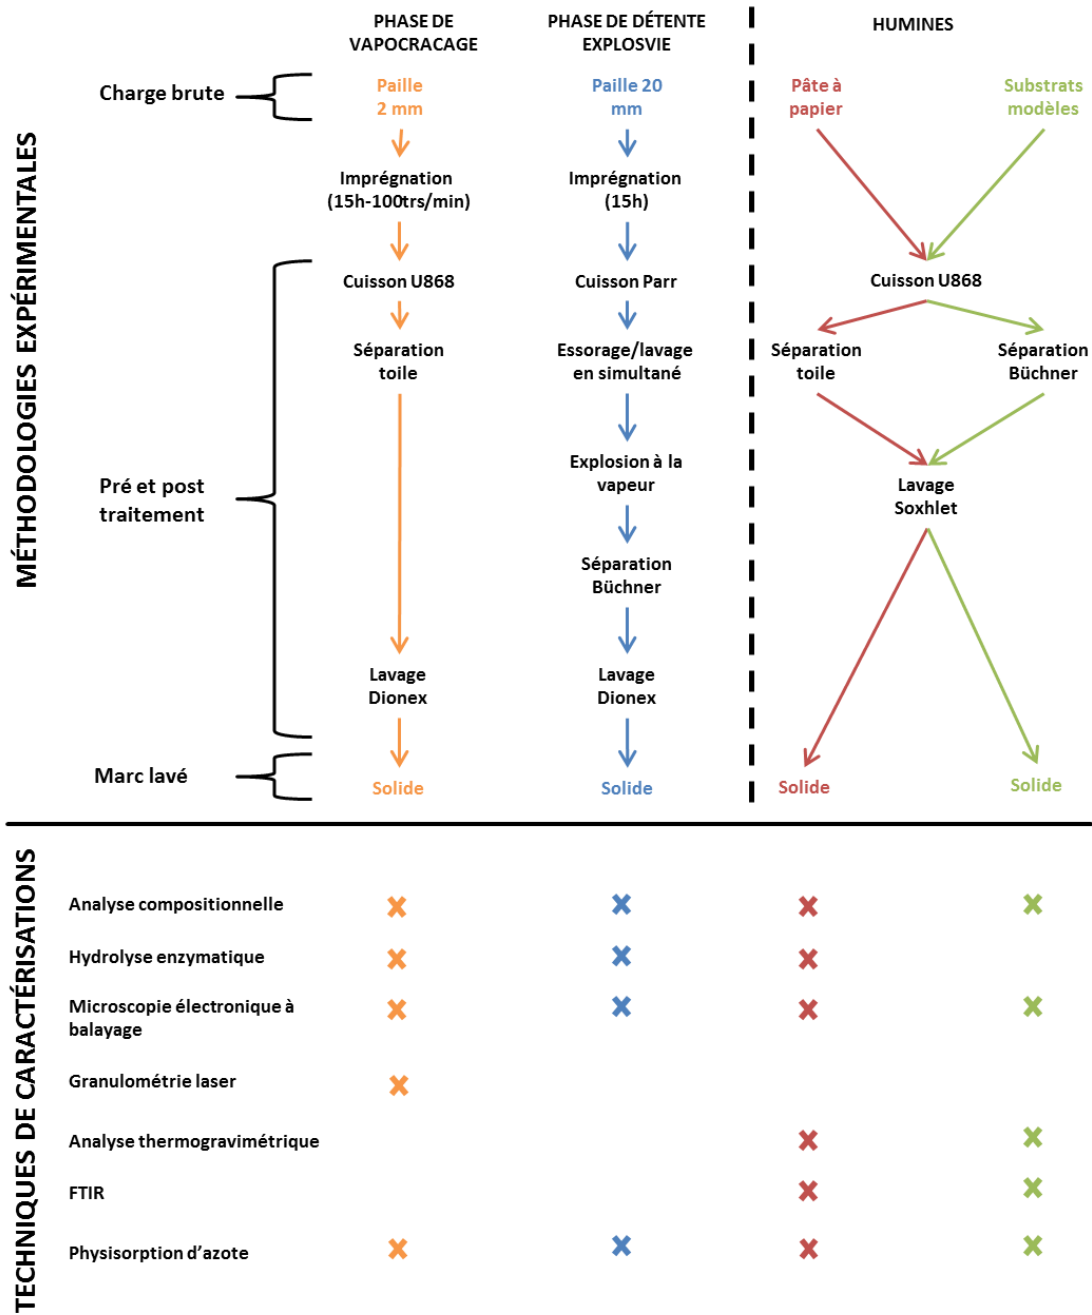 PHASE DE
VAPOCRACAGE
PHASE DE DÉTENTE
EXPLOSVIE
HUMINES
MÉTHODOLOGIES EXPÉRIMENTALES
Charge brute
Paille
2 mm
Paille 20
mm
Pâte à
papier
Substrats
modèles
Imprégnation
(15h-100trs/min)
Imprégnation
(15h)
Pré et post
traitement
Cuisson U868
Cuisson Parr
Cuisson U868
Séparation
toile
Essorage/lavage
en simultané
Séparation
toile
Séparation
Büchner
Explosion à la
vapeur
Lavage
Soxhlet
Séparation
Büchner
Lavage
Dionex
Lavage
Dionex
Marc lavé
Solide
Solide
Solide
Solide
TECHNIQUES DE CARACTÉRISATIONS
Analyse compositionnelle
Hydrolyse enzymatique
Microscopie électronique à
balayage
Granulométrie laser
Analyse thermogravimétrique
FTIR
Physisorption d'azote